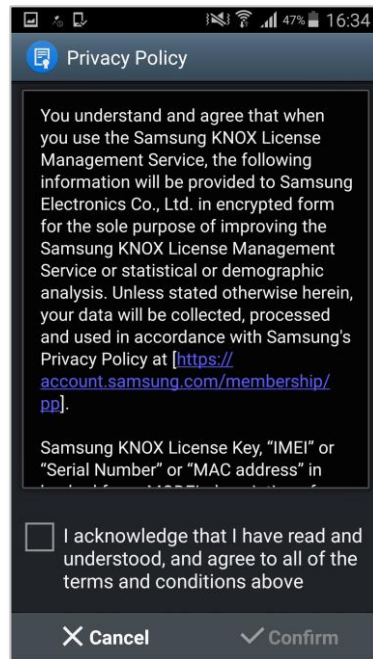 47% 16:34
Privacy Policy
You understand and agree that when
you use the Samsung KNOX License
Management Service, the following
information will be provided to Samsung
Electronics Co., Ltd. in encrypted form
for the sole purpose of improving the
Samsung KNOX License Management
Service or statistical or demographic
analysis. Unless stated otherwise herein,
your data will be collected, processed
and used in accordance with Samsung's
Privacy Policy at [https://
account.samsung.com/membership/
pp].
Samsung KNOX License Key, “IMEI” or
“Serial Number” or “MAC address” in
I acknowledge that I have read and
understood, and agree to all of the
terms and conditions above
Cancel Confirm